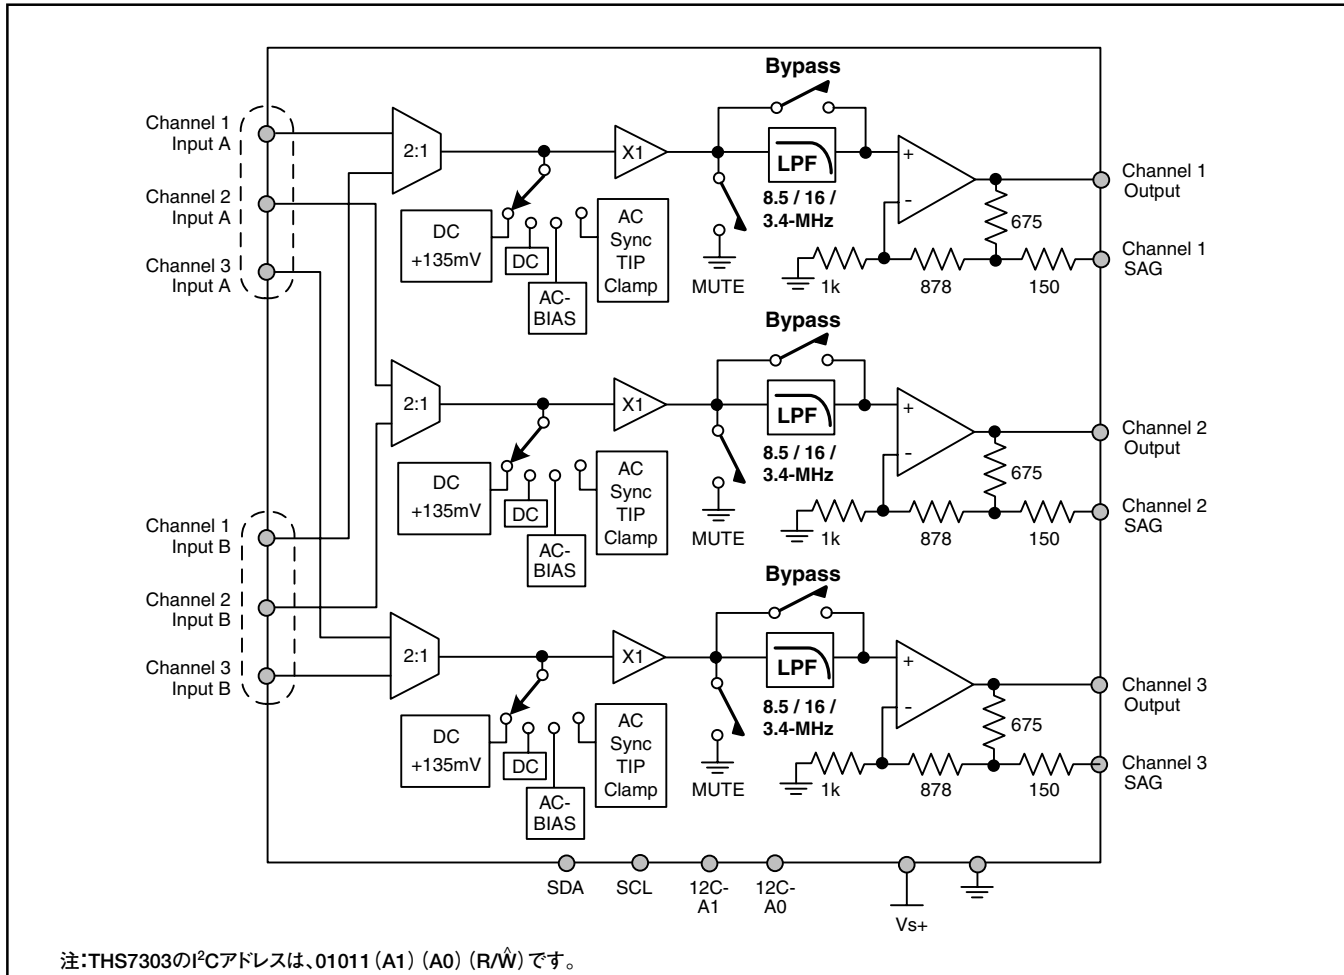 Bypass
Channel 1
Input A
2:1
X1
LPF
+
-
Channel 1
Output
Channel 2
Input A
8.5 / 16 /
3.4-MHz
DC
+135mV
DC
AC-
BIAS
AC
Sync
TIP
Clamp
MUTE
675
1k
878
150
Channel 1
SAG
Channel 3
Input A
Bypass
2:1
X1
LPF
+
-
Channel 2
Output
8.5 / 16 /
3.4-MHz
DC
+135mV
DC
AC-
BIAS
AC
Sync
TIP
Clamp
MUTE
675
1k
878
150
Channel 2
SAG
Channel 1
Input B
Bypass
Channel 2
Input B
2:1
X1
LPF
+
-
Channel 3
Input B
Channel 3
Output
8.5 / 16 /
3.4-MHz
DC
+135mV
DC
AC-
BIAS
AC
Sync
TIP
Clamp
MUTE
675
1k
878
150
Channel 3
SAG
SDA
SCL
12C-
A1
12C-
A0
Vs+
注:THS7303のI²Cアドレスは、01011 (A1) (A0) (R/Ŵ) です。